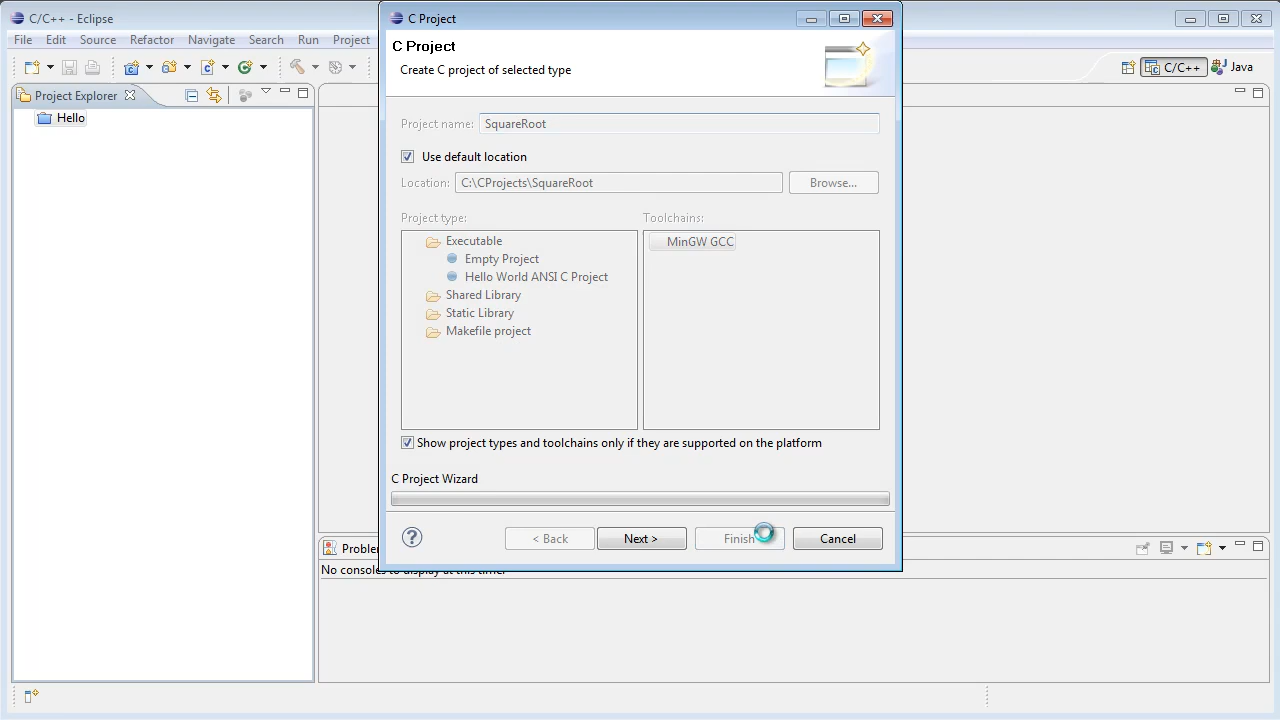 C/C++ - Eclipse
File Edit Source Refactor Navigate Search Run Project
C/C++ Java
Project Explorer
Hello
C Project
C Project
Create C project of selected type
Project name: SquareRoot
Use default location
Location: C:\CProjects\SquareRoot Browse...
Project type: Toolchains:
Executable MinGW GCC
Empty Project
Hello World ANSI C Project
Shared Library
Static Library
Makefile project
Show project types and toolchains only if they are supported on the platform
C Project Wizard
< Back Next > Finish Cancel
Problem
No consoles to display at this time.